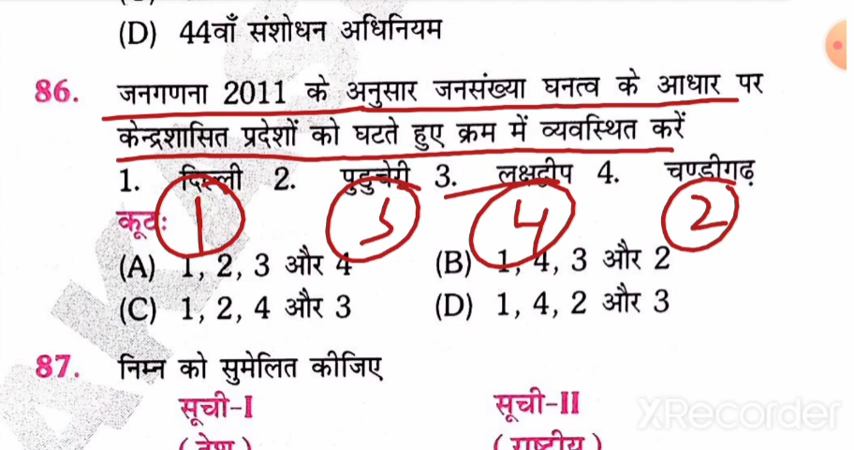 (D) 44वाँ संशोधन अधिनियम
86. जनगणना 2011 के अनुसार जनसंख्या घनत्व के आधार पर
केन्द्रशासित प्रदेशों को घटते हुए क्रम में व्यवस्थित करें
1. दिल्ली 2. पुडुचेरी 3. लक्षद्वीप 4. चण्डीगढ़
कूटः
1 3 4 2
(A) 1, 2, 3 और 4 (B) 1, 4, 3 और 2
(C) 1, 2, 4 और 3 (D) 1, 4, 2 और 3
87. निम्न को सुमेलित कीजिए
सूची-I सूची-II
(देश) (राष्ट्रीय)
XRecorder